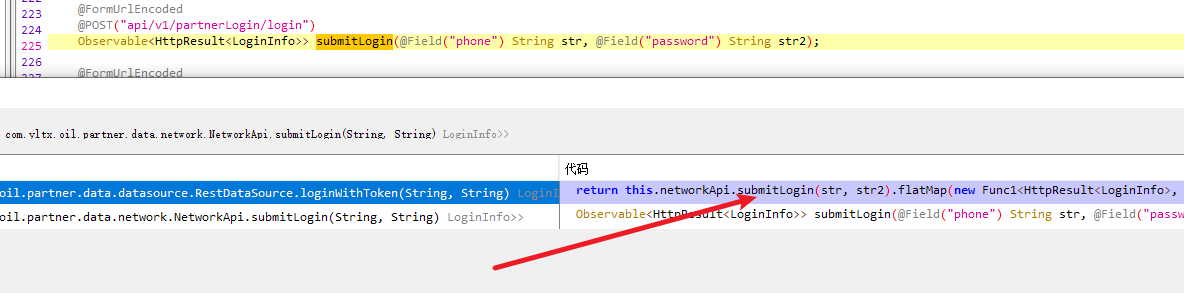 223 @FormUrlEncoded
224 @POST("api/v1/partnerLogin/login")
225 Observable<HttpResult<LoginInfo>> submitLogin(@Field("phone") String str, @Field("password") String str2);
226
@FormUrlEncoded
com.yltx.oil.partner.data.network.NetworkApi.submitLogin(String, String) LoginInfo>>
代码
oil.partner.data.datasource.RestDataSource.loginWithToken(String, String) LoginI
return this.networkApi.submitLogin(str, str2).flatMap(new Func1<HttpResult<LoginInfo>,
oil.partner.data.network.NetworkApi.submitLogin(String, String) LoginInfo>>
Observable<HttpResult<LoginInfo>> submitLogin(@Field("phone") String str, @Field("passw